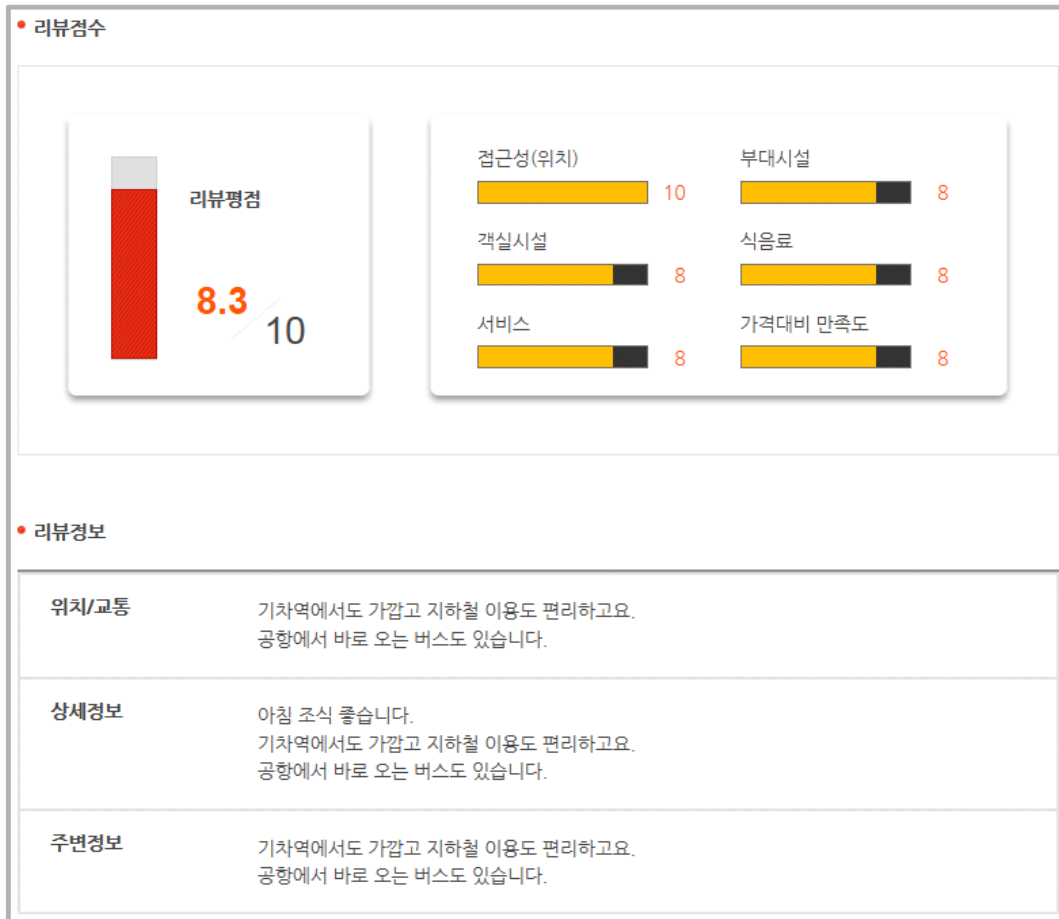 리뷰점수
리뷰평점
8.3
10
접근성(위치)
10
부대시설
8
객실시설
8
식음료
8
서비스
8
가격대비 만족도
8
리뷰정보
위치/교통
기차역에서도 가깝고 지하철 이용도 편리하고요.
공항에서 바로 오는 버스도 있습니다.
상세정보
아침 조식 좋습니다.
기차역에서도 가깝고 지하철 이용도 편리하고요.
공항에서 바로 오는 버스도 있습니다.
주변정보
기차역에서도 가깝고 지하철 이용도 편리하고요.
공항에서 바로 오는 버스도 있습니다.